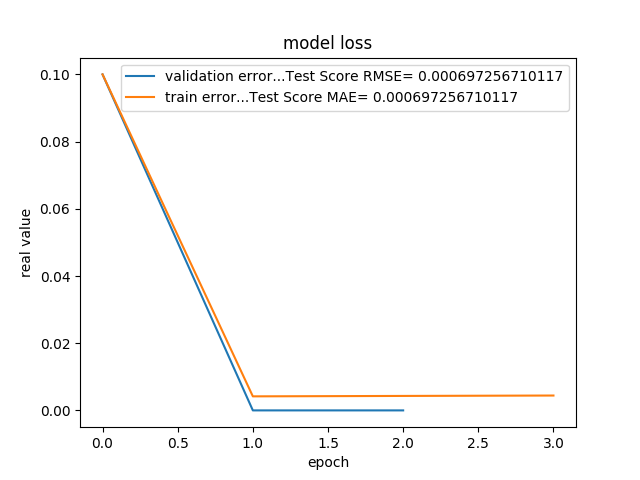 model loss
validation error...Test Score RMSE= 0.000697256710117
train error...Test Score MAE= 0.000697256710117
0.10
0.08
0.06
0.04
0.02
0.00
real value
0.0 0.5 1.0 1.5 2.0 2.5 3.0
epoch